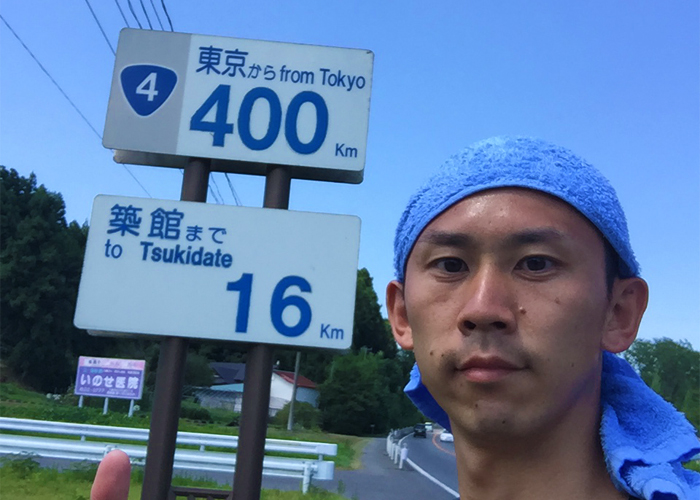 4
東京から from Tokyo
400 Km
築館まで
to Tsukidate
16 Km
いのせ医院